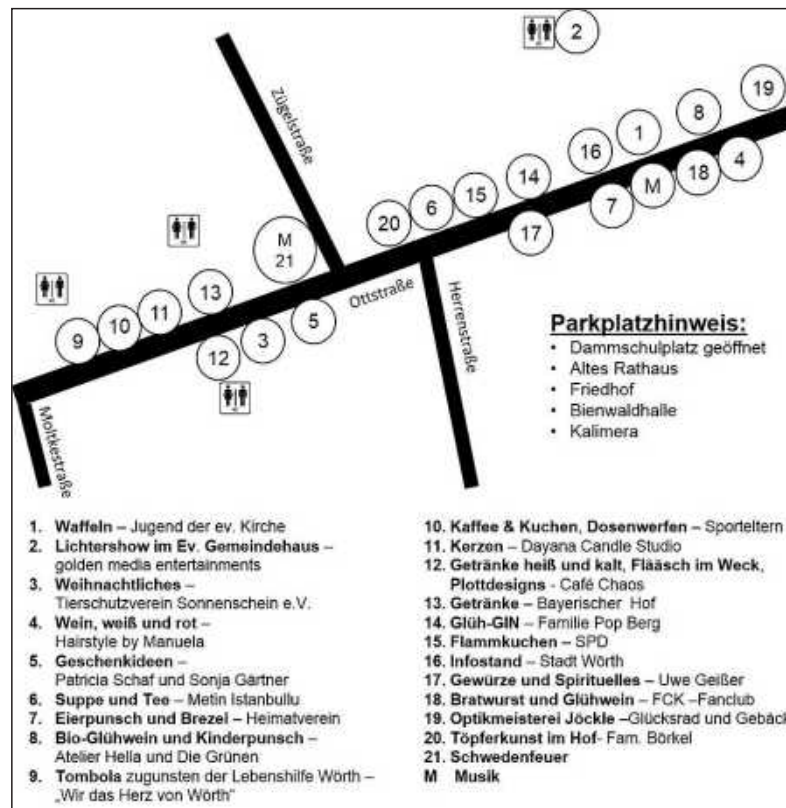 2
19
8
1
16
4
18
M
7
14
17
15
6
20
Zügelstraße
M
21
Ottstraße
Herrenstraße
13
11
10
9
5
3
12
Moltkestraße
Parkplatzhinweis:
• Dammschulplatz geöffnet
• Altes Rathaus
• Friedhof
• Bienwaldhalle
• Kalimera
1. Waffeln – Jugend der ev. Kirche
2. Lichtershow im Ev. Gemeindehaus –
golden media entertainments
3. Weihnachtliches –
Tierschutzverein Sonnenschein e.V.
4. Wein, weiß und rot –
Hairstyle by Manuela
5. Geschenkideen –
Patricia Schaf und Sonja Gärtner
6. Suppe und Tee – Metin Istanbullu
7. Eierpunsch und Brezel – Heimatverein
8. Bio-Glühwein und Kinderpunsch –
Atelier Hella und Die Grünen
9. Tombola zugunsten der Lebenshilfe Wörth –
„Wir das Herz von Wörth“
10. Kaffee & Kuchen, Dosenwerfen – Sporteltern
11. Kerzen – Dayana Candle Studio
12. Getränke heiß und kalt, Flääsch im Weck,
Plottdesigns - Café Chaos
13. Getränke – Bayerischer Hof
14. Glüh-GIN – Familie Pop Berg
15. Flammkuchen – SPD
16. Infostand – Stadt Wörth
17. Gewürze und Spirituelles – Uwe Geißer
18. Bratwurst und Glühwein – FCK –Fanclub
19. Optikmeisterei Jöckle –Glücksrad und Gebäck
20. Töpferkunst im Hof- Fam. Börkel
21. Schwedenfeuer
M Musik